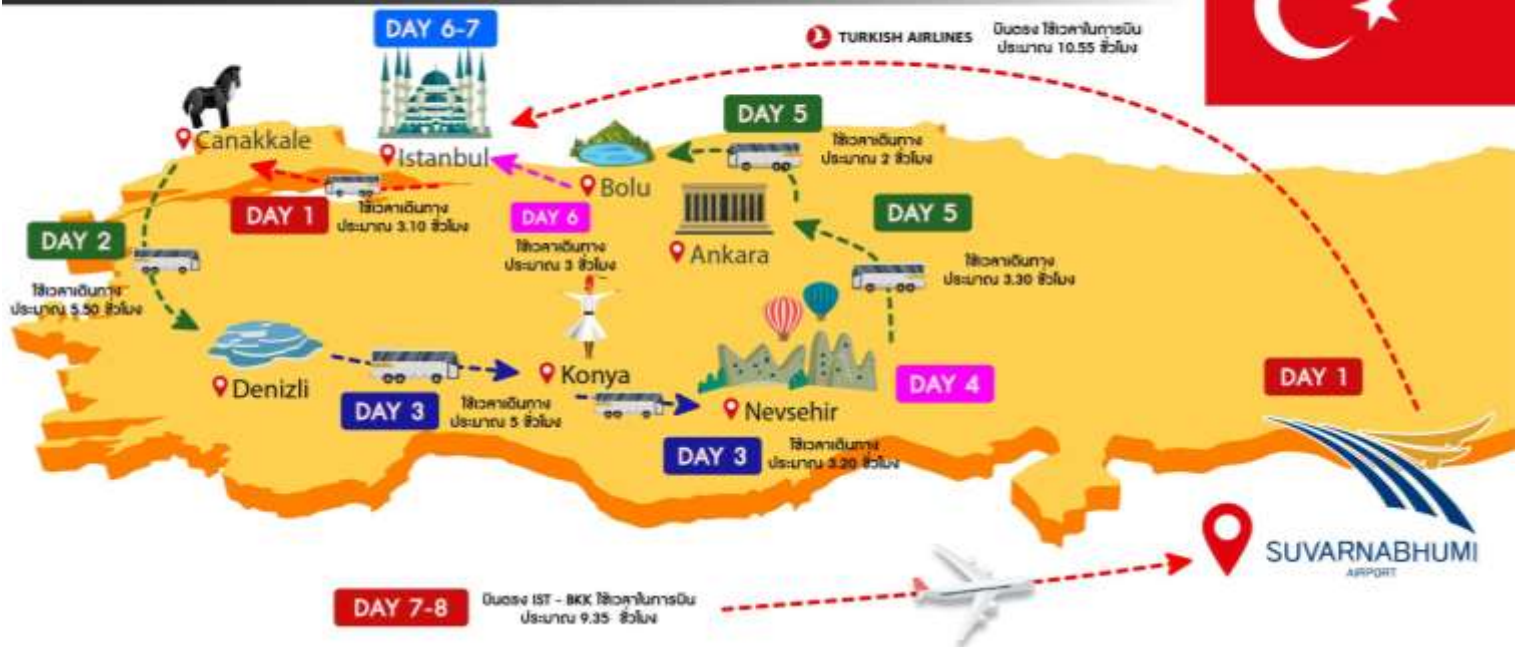 DAY 6-7
TURKISH AIRLINES
บินตรง ใช้เวลาในการบิน
ประมาณ 10.55 ชั่วโมง
Canakkale
Istanbul
DAY 5
ใช้เวลาเดินทาง
ประมาณ 2 ชั่วโมง
Bolu
DAY 1
ใช้เวลาเดินทาง
ประมาณ 3.10 ชั่วโมง
DAY 6
ใช้เวลาเดินทาง
ประมาณ 3 ชั่วโมง
Ankara
DAY 5
ใช้เวลาเดินทาง
ประมาณ 3.30 ชั่วโมง
DAY 2
ใช้เวลาเดินทาง
ประมาณ 5.50 ชั่วโมง
Denizli
DAY 3
ใช้เวลาเดินทาง
ประมาณ 5 ชั่วโมง
Konya
Nevsehir
DAY 4
DAY 1
DAY 3
ใช้เวลาเดินทาง
ประมาณ 3.20 ชั่วโมง
SUVARNABHUMI
AIRPORT
DAY 7-8
บินตรง IST - BKK ใช้เวลาในการบิน
ประมาณ 9.35 ชั่วโมง